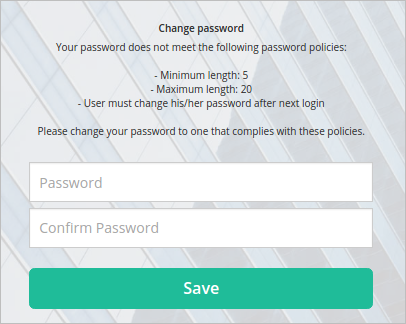 Change password
Your password does not meet the following password policies:
- Minimum length: 5
- Maximum length: 20
- User must change his/her password after next login
Please change your password to one that complies with these policies.
Password
Confirm Password
Save